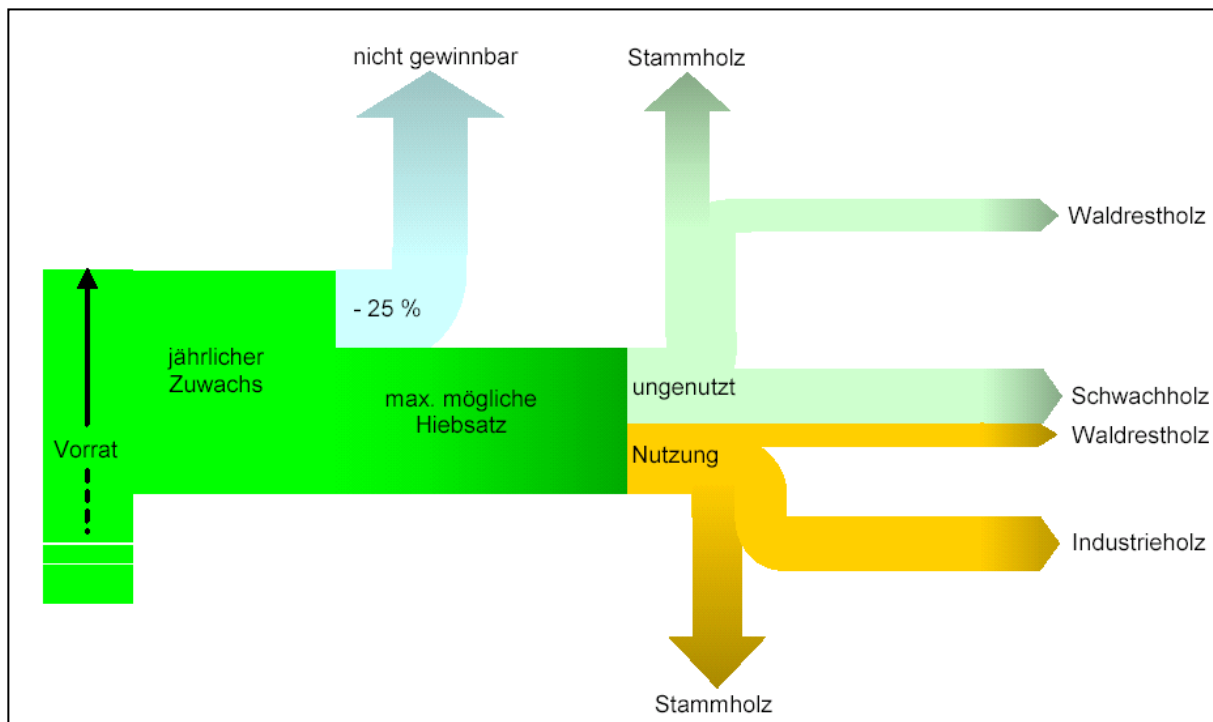 nicht gewinnbar
Stammholz
Waldrestholz
- 25 %
jährlicher
Zuwachs
max. mögliche
Hiebsatz
ungenutzt
Schwachholz
Waldrestholz
Vorrat
Nutzung
Industrieholz
Stammholz